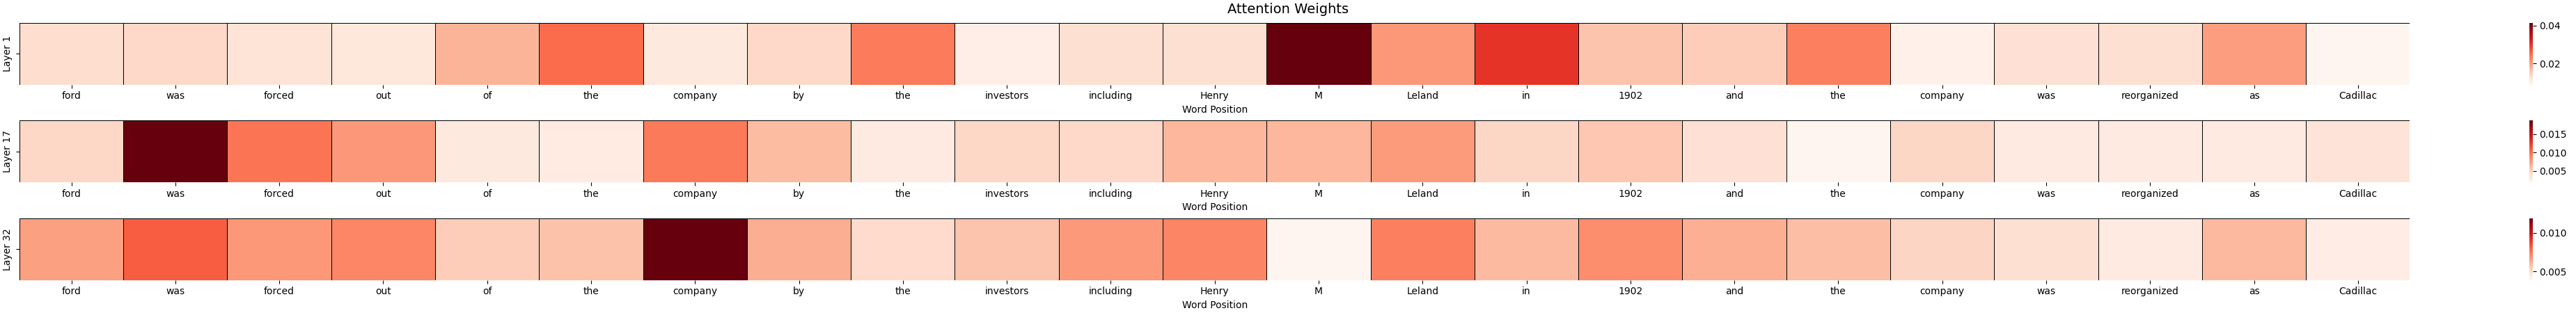 Attention Weights
Layer 1
ford was forced out of the company by the investors including Henry M Leland in 1902 and the company was reorganized as Cadillac
Word Position
0.04
0.02
Layer 17
ford was forced out of the company by the investors including Henry M Leland in 1902 and the company was reorganized as Cadillac
Word Position
0.015
0.010
0.005
Layer 32
ford was forced out of the company by the investors including Henry M Leland in 1902 and the company was reorganized as Cadillac
Word Position
0.010
0.005